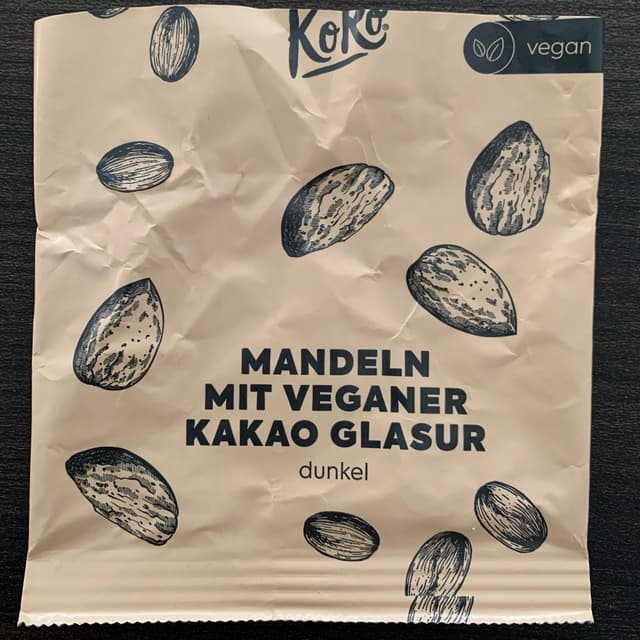 KoRo
vegan
MANDELN
MIT VEGANER
KAKAO GLASUR
dunkel